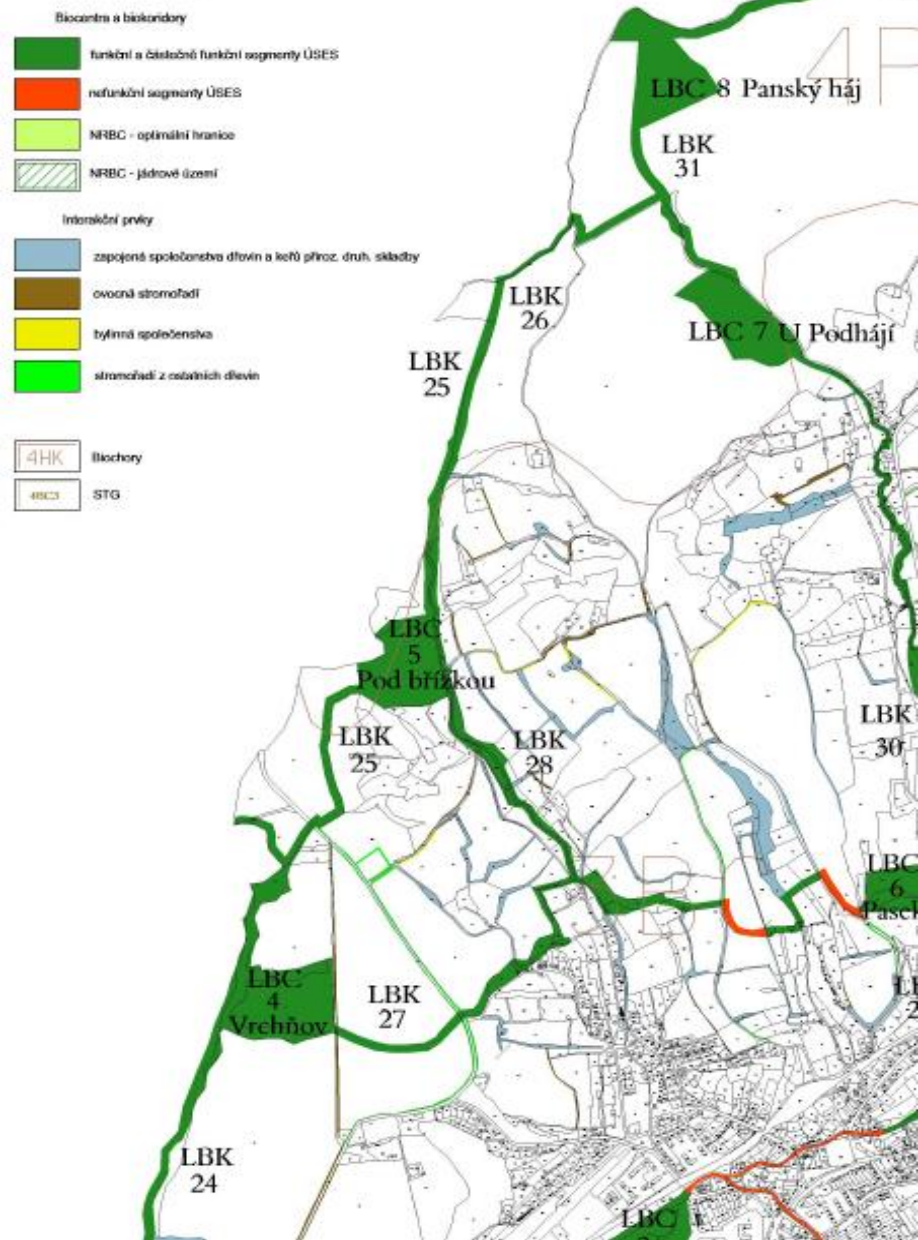 Biocentra a biokoridory
funkční a částečně funkční segmenty ÚSES
nefunkční segmenty ÚSES
NRBC - optimální hranice
NRBC - jádrové území
Interakční prvky
zapojená společenstva dřevin a keřů přiroz. druh. skladby
ovocná stromořadí
bylinná společenstva
stromořadí z ostatních dřevin
4HK
Biochory
STG
4P
LBC 8 Panský háj
LBK
31
LBK
26
LBC 7 U Podhájí
LBK
25
LBC
5
Pod břízkou
LBK
25
LBK
28
LBK
30
LBC
6
LBC
4
Vrchňov
LBK
27
LBK
24
LBC